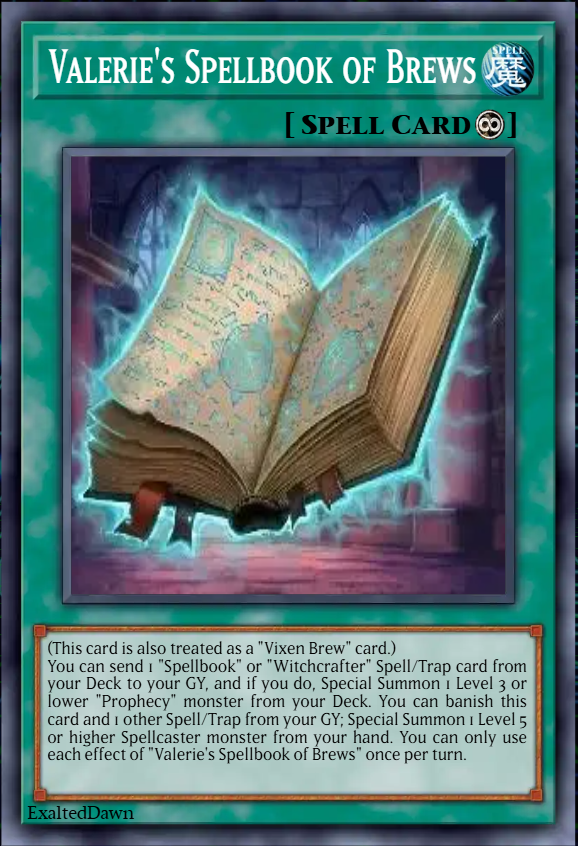 Valerie's Spellbook of Brews
SPELL
魔
[ Spell Card ]
(This card is also treated as a "Vixen Brew" card.)
You can send 1 "Spellbook" or "Witchcrafter" Spell/Trap card from
your Deck to your GY, and if you do, Special Summon 1 Level 3 or
lower "Prophecy" monster from your Deck. You can banish this
card and 1 other Spell/Trap from your GY; Special Summon 1 Level 5
or higher Spellcaster monster from your hand. You can only use
each effect of "Valerie's Spellbook of Brews" once per turn.
ExaltedDawn